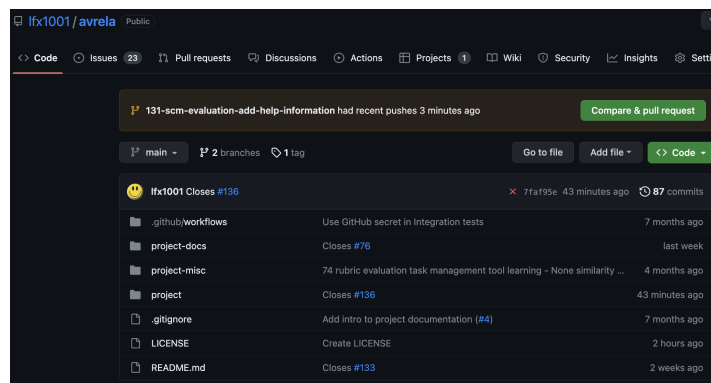 lfx1001 / avrela Public
Code Issues 23 Pull requests Discussions Actions Projects 1 Wiki Security Insights Setti
131-scm-evaluation-add-help-information had recent pushes 3 minutes ago Compare & pull request
main 2 branches 1 tag Go to file Add file Code
lfx1001 Closes #136 7faf95e 43 minutes ago 87 commits
.github/workflows Use GitHub secret in Integration tests 7 months ago
project-docs Closes #76 last week
project-misc 74 rubric evaluation task management tool learning - None similarity ... 4 months ago
project Closes #136 43 minutes ago
.gitignore Add intro to project documentation (#4) 7 months ago
LICENSE Create LICENSE 2 hours ago
README.md Closes #133 2 weeks ago